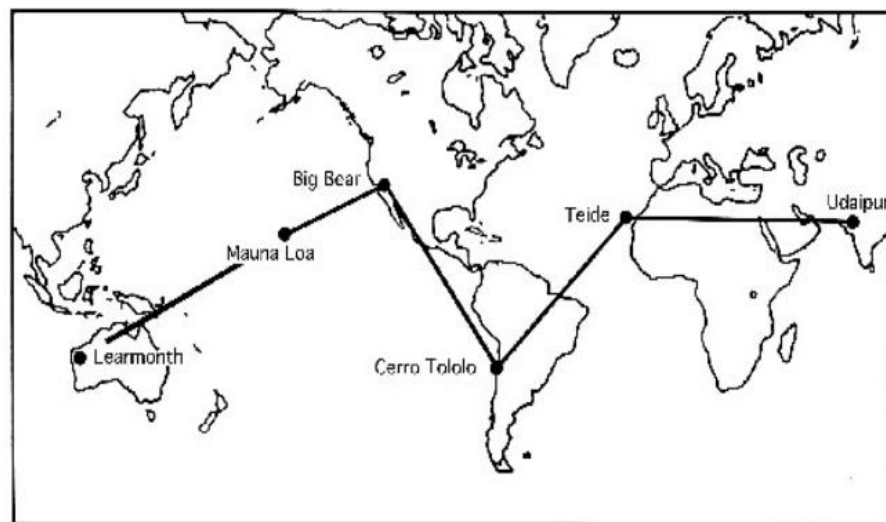 Big Bear
Udaipur
Teide
Mauna Loa
Learmonth
Cerro Tololo